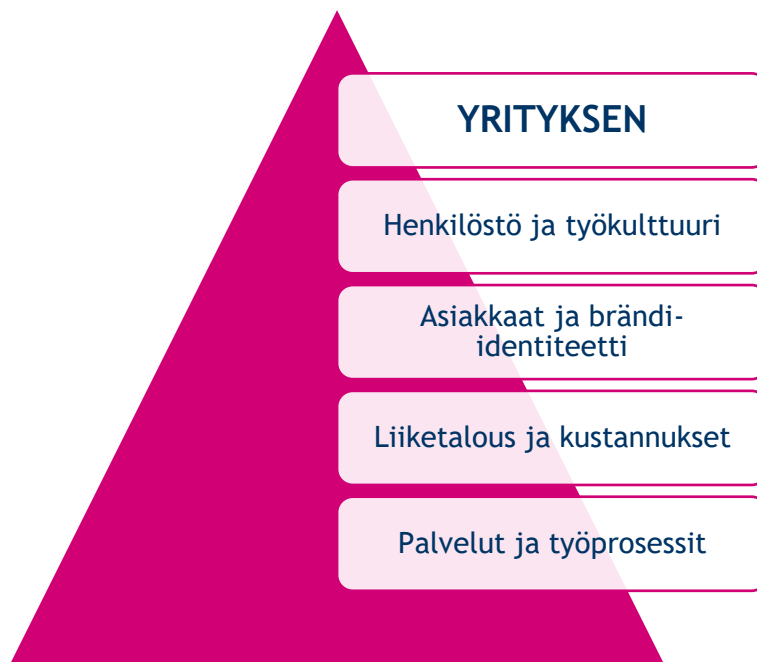 YRITYKSEN
Henkilöstö ja työkulttuuri
Asiakkaat ja brändi-
identiteetti
Liiketalous ja kustannukset
Palvelut ja työprosessit